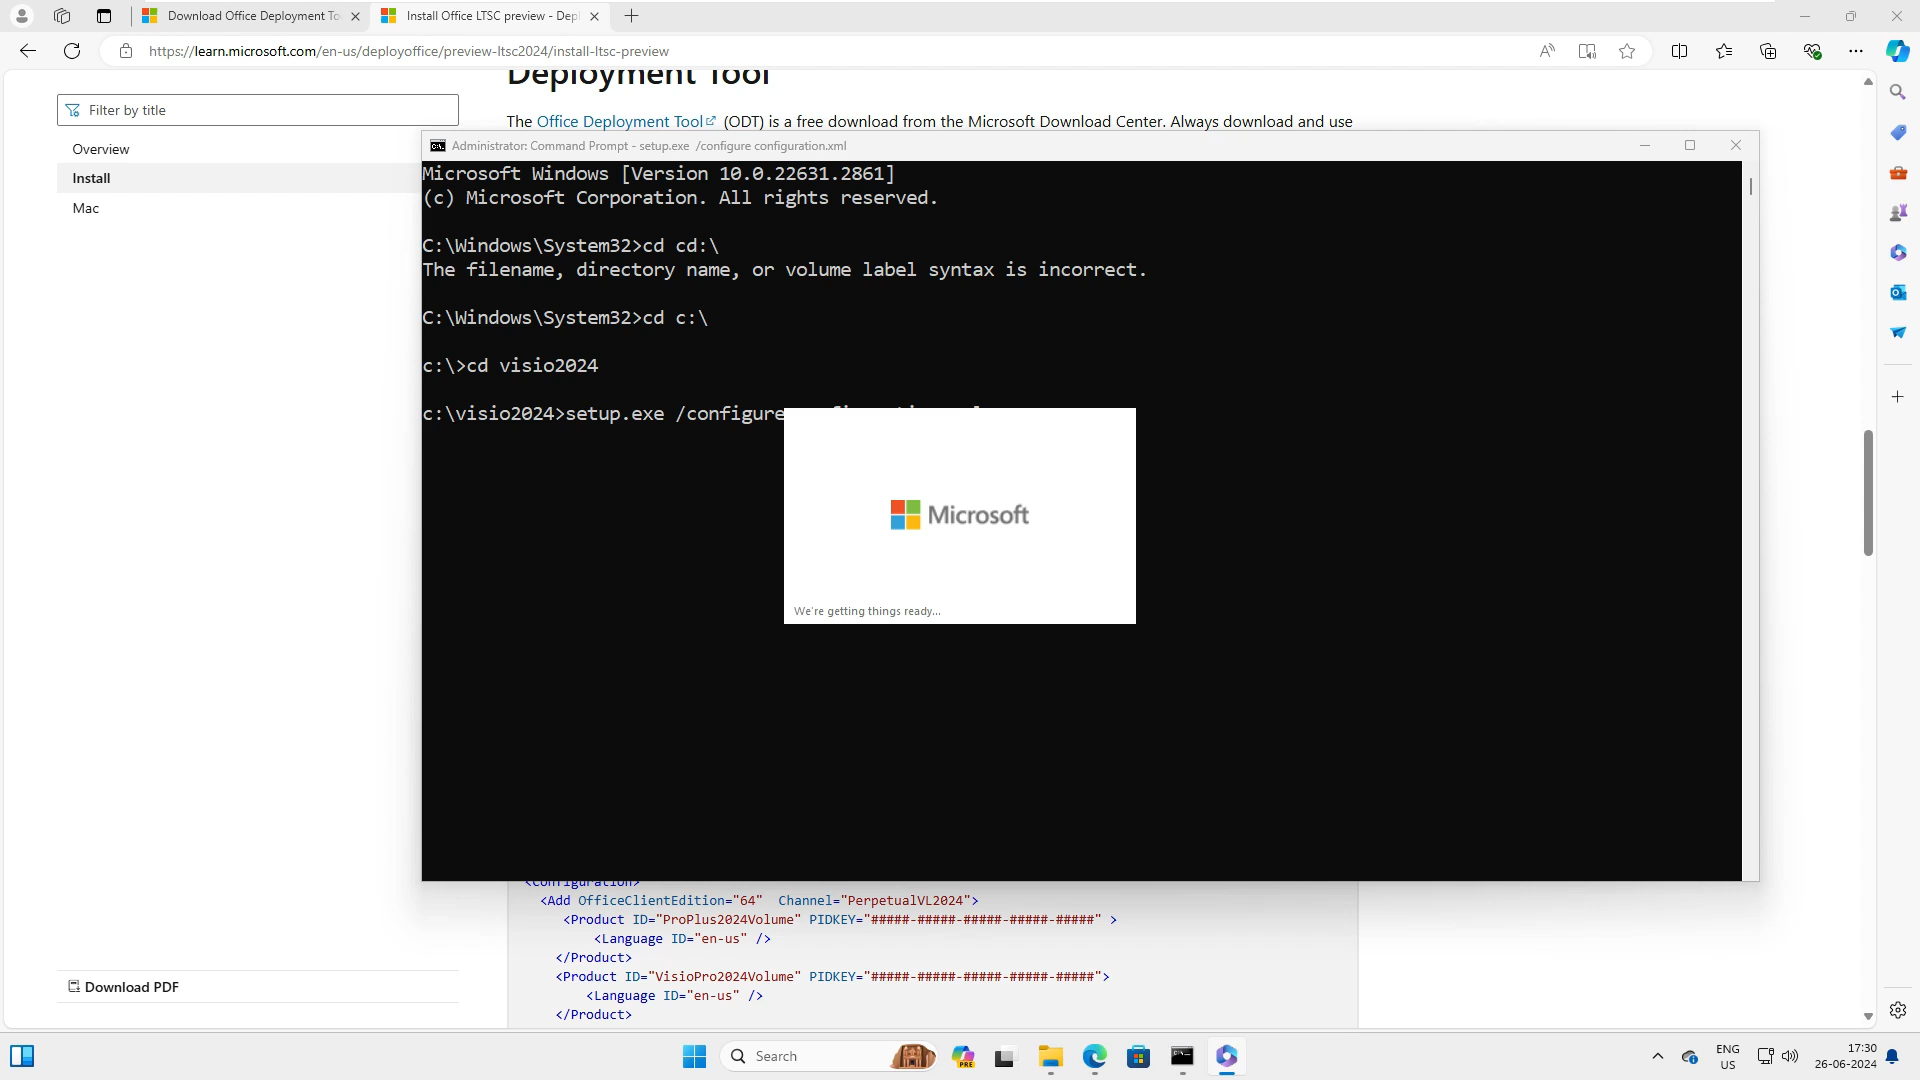 Download Office Deployment To
Install Office LTSC preview - Depl
https://learn.microsoft.com/en-us/deployoffice/preview-ltsc2024/install-ltsc-preview
Deployment Tool
Filter by title
The Office Deployment Tool (ODT) is a free download from the Microsoft Download Center. Always download and use
Overview
Install
Mac
Administrator: Command Prompt - setup.exe /configure configuration.xml
Microsoft Windows [Version 10.0.22631.2861]
(c) Microsoft Corporation. All rights reserved.
C:\Windows\System32>cd cd:\
The filename, directory name, or volume label syntax is incorrect.
C:\Windows\System32>cd c:\
c:\>cd visio2024
c:\visio2024>setup.exe /configure
Microsoft
We're getting things ready...
<Configuration>
<Add OfficeClientEdition="64" Channel="PerpetualVL2024">
<Product ID="ProPlus2024Volume" PIDKEY="#####-#####-#####-#####-#####" >
<Language ID="en-us" />
</Product>
<Product ID="VisioPro2024Volume" PIDKEY="#####-#####-#####-#####-#####">
<Language ID="en-us" />
</Product>
Download PDF
Search
PRE
ENG
US
17:30
26-06-2024